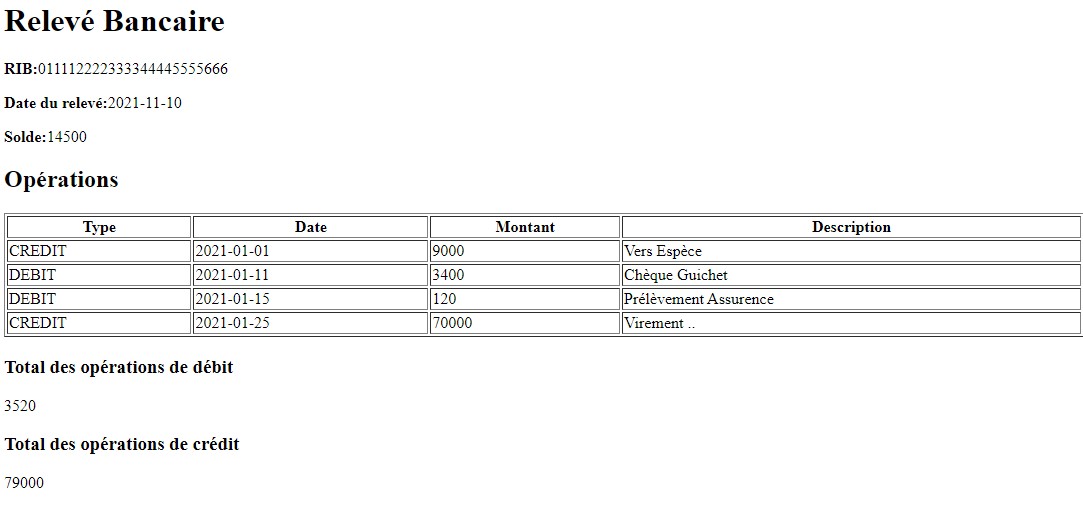 Relevé Bancaire
RIB:011112222333344445555666
Date du relevé:2021-11-10
Solde:14500
Opérations
Type Date Montant Description
CREDIT 2021-01-01 9000 Vers Espèce
DEBIT 2021-01-11 3400 Chèque Guichet
DEBIT 2021-01-15 120 Prélèvement Assurence
CREDIT 2021-01-25 70000 Virement ..
Total des opérations de débit
3520
Total des opérations de crédit
79000